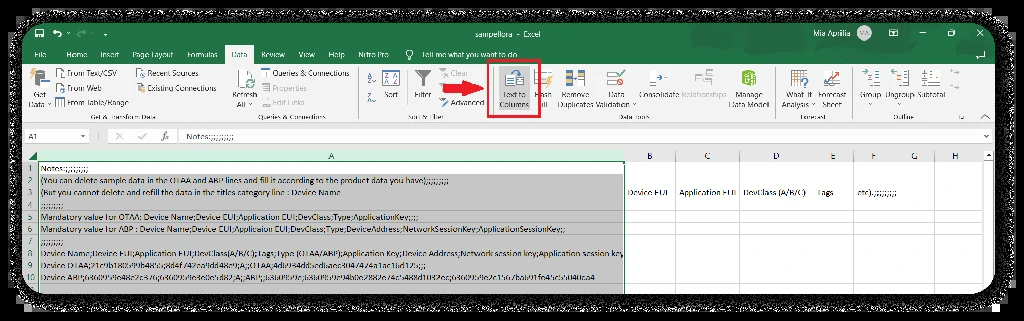 sampellora - Excel
Mia Aprilia
MA
File Home Insert Page Layout Formulas Data Review View Help Nitro Pro Tell me what you want to do
From Text/CSV Recent Sources Queries & Connections Clear
Get Data From Web Existing Connections Refresh All Properties Sort Filter Text to Columns Remove Duplicates Data Validation Consolidate Relationships Manage Data Model What-If Analysis Forecast Sheet Group Ungroup Subtotal
From Table/Range Edit Links Advanced
Get & Transform Data Queries & Connections Sort & Filter Data Tools Forecast Outline
A1 fx Notes;;;;;;;;;
A B C D E F G H
1 Notes;;;;;;;;;
2 (You can delete sample data in the OTAA and ABP lines and fill it according to the product data you have);;;;;;;;;
3 (But you cannot delete and refill the data in the titles category line : Device Name Device EUI Application EUI DevClass (A/B/C) Tags etc).;;;;;;;;;
4 ;;;;;;;;;
5 Mandatory value for OTAA: Device Name;Device EUI;Application EUI;DevClass;Type;ApplicationKey;;;;
6 Mandatory value for ABP : Device Name;Device EUI;Application EUI;DevClass;Type;DeviceAddress;NetworkSessionKey;ApplicationSessionKey;;
7 ;;;;;;;;;
8 Device Name;Device EUI;Application EUI;DevClass(A/B/C);Tags;Type (OTAA/ABP);Application Key;Device Address;Network session key;Application session key
9 Device OTAA;
10 Device ABP;